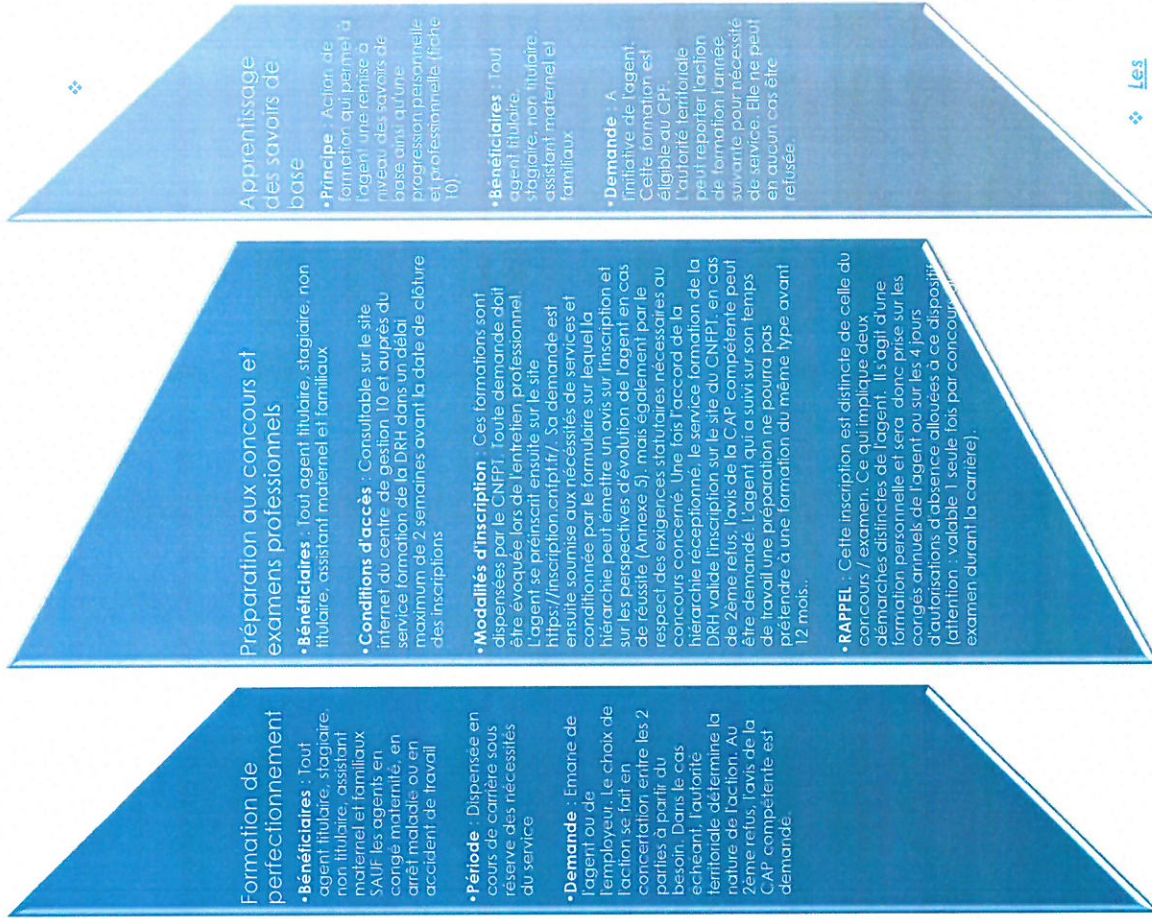 Formation de
perfectionnement
• Bénéficiaires : Tout
agent titulaire, stagiaire,
non titulaire, assistant
maternel et familiaux
SAUF les agents en
congé maternité, en
arrêt maladie ou en
accident de travail
• Période : Dispensée en
cours de carrière sous
réserve des nécessités
du service
• Demande : Emane de
l'agent ou de
l'employeur. Le choix de
l'action se fait en
concertation entre les 2
parties à partir du
besoin. Dans le cas
échéant, l'autorité
territoriale détermine la
nature de l'action. Au
2ème refus, l'avis de la
CAP compétente est
demande.
Préparation aux concours et
examens professionnels
• Bénéficiaires : Tout agent titulaire, stagiaire, non
titulaire, assistant maternel et familiaux
• Conditions d'accès : Consultable sur le site
internet du centre de gestion 10 et auprès du
service formation de la DRH dans un délai
maximum de 2 semaines avant la date de clôture
des inscriptions
• Modalités d'inscription : Ces formations sont
dispensées par le CNFPT. Toute demande doit
être évoquée lors de l'entretien professionnel.
L'agent se préinscrit ensuite sur le site
https://inscription.cnfpt.fr/. Sa demande est
ensuite soumise aux nécessités de services et
conditionnée par le formulaire sur lequel la
hiérarchie peut émettre un avis sur l'inscription et
sur les perspectives d'évolution de l'agent en cas
de réussite (Annexe 5), mais également par le
respect des exigences statutaires nécessaires au
concours concerné. Une fois l'accord de la
hiérarchie réceptionné, le service formation de la
DRH valide l'inscription sur le site du CNFPT. en cas
de 2ème refus, l'avis de la CAP compétente peut
être demandé. L'agent qui a suivi sur son temps
de travail une préparation ne pourra pas
prétendre à une formation du même type avant
12 mois..
• RAPPEL : Cette inscription est distincte de celle du
concours / examen. Ce qui implique deux
démarches distinctes de l'agent. Il s'agit d'une
formation personnelle et sera donc prise sur les
congés annuels de l'agent ou sur les 4 jours
d'autorisations d'absence allouées à ce dispositif
(attention : valable 1 seule fois par concours
examen durant la carrière).
Apprentissage
des savoirs de
base
• Principe : Action de
formation qui permet à
l'agent une remise à
niveau des savoirs de
base ainsi qu'une
progression personnelle
et professionnelle (fiche
10).
• Bénéficiaires : Tout
agent titulaire,
stagiaire, non titulaire,
assistant maternel et
familiaux
• Demande : A
l'initiative de l'agent.
Cette formation est
éligible au CPF.
L'autorité territoriale
peut reporter l'action
de formation l'année
suivante pour nécessité
de service. Elle ne peut
en aucun cas être
refusée.
❖
❖ Les